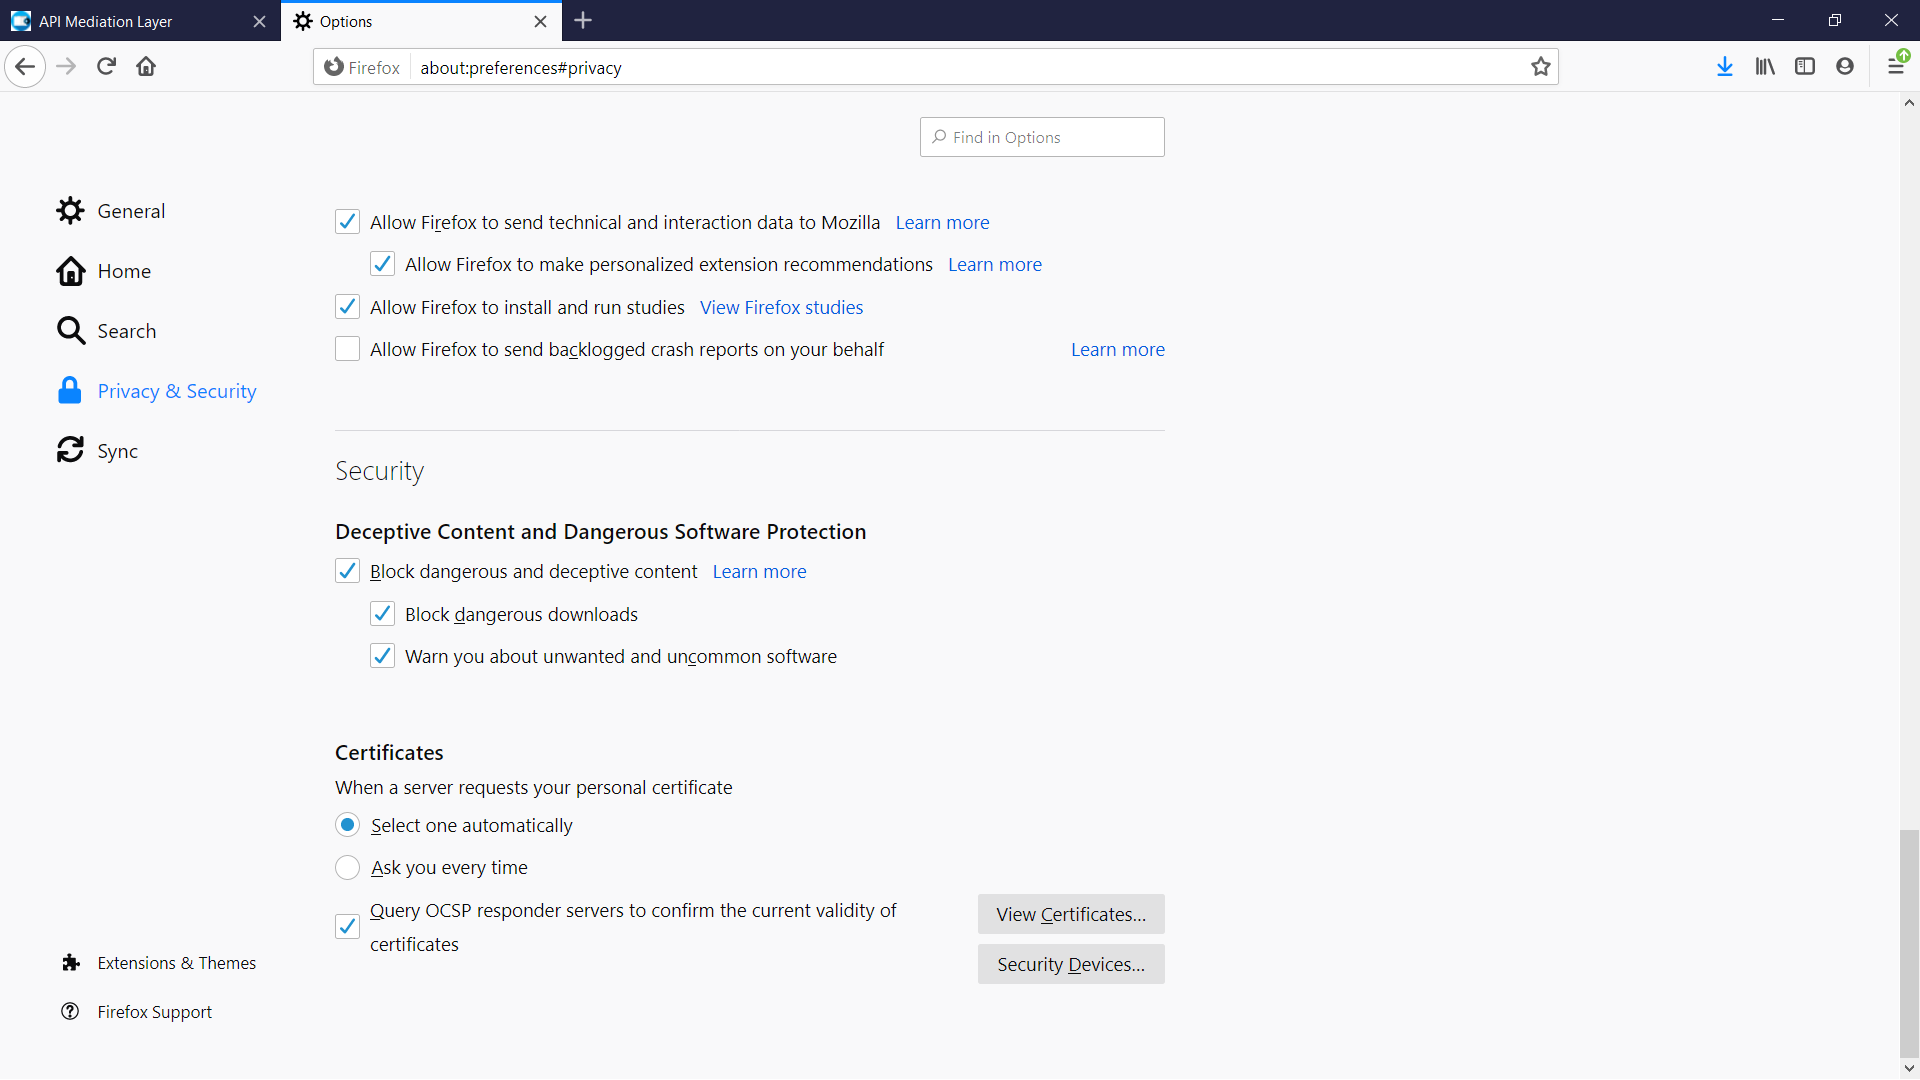 API Mediation Layer
Options
Firefox
about:preferences#privacy
Find in Options
General
Home
Search
Privacy & Security
Sync
Allow Firefox to send technical and interaction data to Mozilla Learn more
Allow Firefox to make personalized extension recommendations Learn more
Allow Firefox to install and run studies View Firefox studies
Allow Firefox to send backlogged crash reports on your behalf Learn more
Security
Deceptive Content and Dangerous Software Protection
Block dangerous and deceptive content Learn more
Block dangerous downloads
Warn you about unwanted and uncommon software
Certificates
When a server requests your personal certificate
Select one automatically
Ask you every time
Query OCSP responder servers to confirm the current validity of
certificates
View Certificates...
Security Devices...
Extensions & Themes
Firefox Support